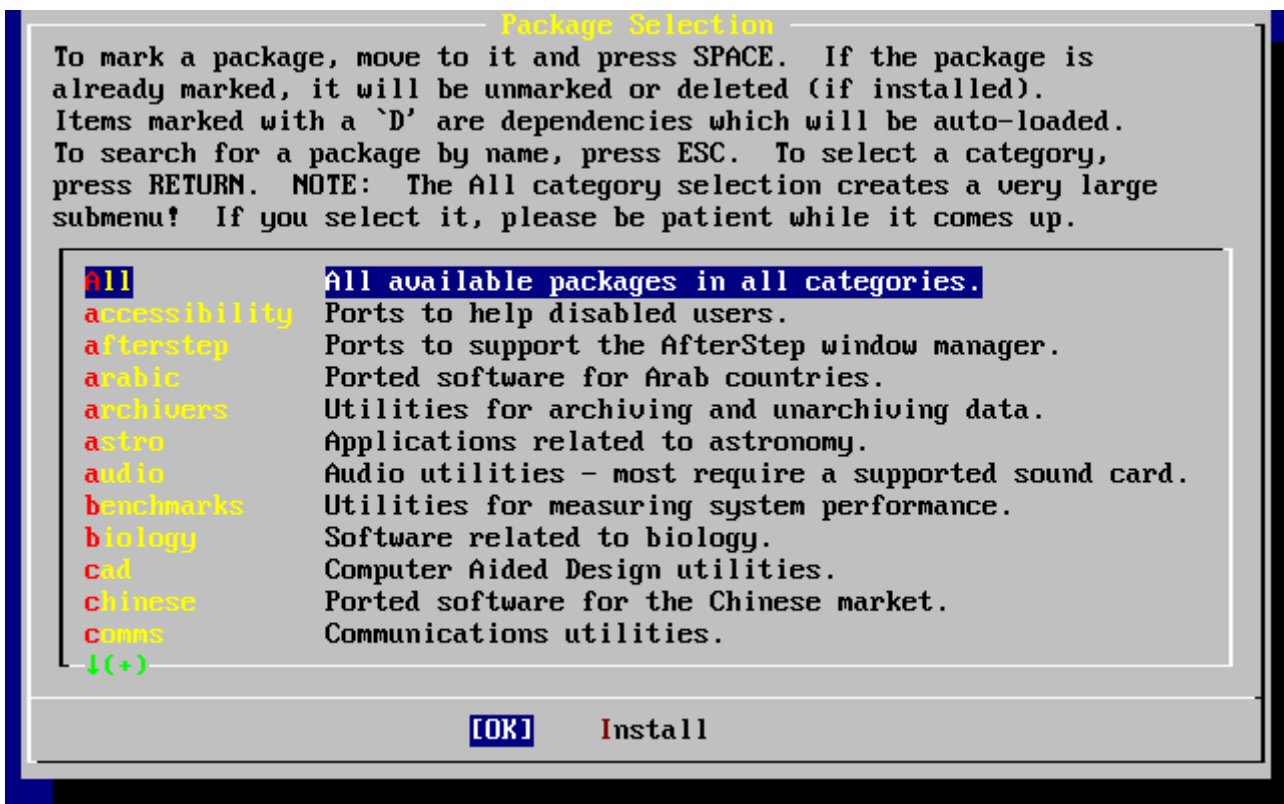 Package Selection
To mark a package, move to it and press SPACE.  If the package is
already marked, it will be unmarked or deleted (if installed).
Items marked with a `D' are dependencies which will be auto-loaded.
To search for a package by name, press ESC.  To select a category,
press RETURN.  NOTE:  The All category selection creates a very large
submenu!  If you select it, please be patient while it comes up.
All All available packages in all categories.
accessibility Ports to help disabled users.
afterstep Ports to support the AfterStep window manager.
arabic Ported software for Arab countries.
archivers Utilities for archiving and unarchiving data.
astro Applications related to astronomy.
audio Audio utilities - most require a supported sound card.
benchmarks Utilities for measuring system performance.
biology Software related to biology.
cad Computer Aided Design utilities.
chinese Ported software for the Chinese market.
comms Communications utilities.
↓(+)
[OK] Install